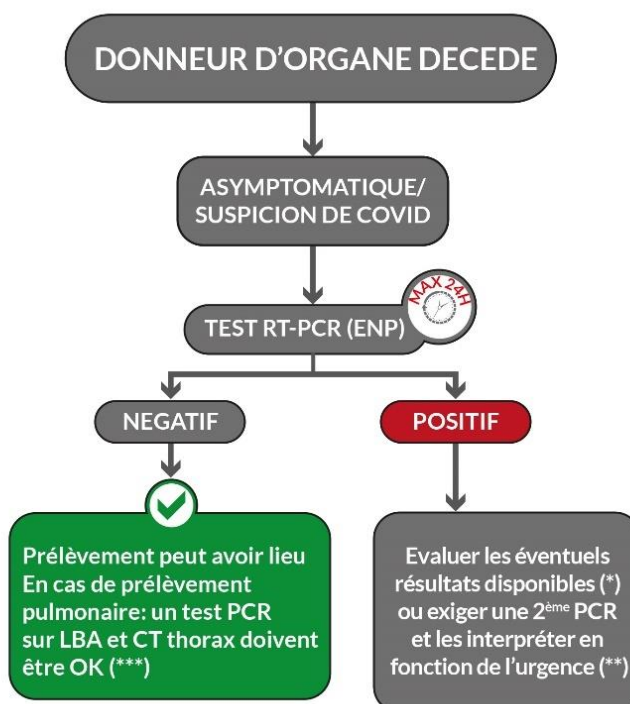 DONNEUR D'ORGANE DECEDE
ASYMPTOMATIQUE/
SUSPICION DE COVID
MAX 24H
TEST RT-PCR (ENP)
NEGATIF
POSITIF
Prélèvement peut avoir lieu
En cas de prélèvement
pulmonaire: un test PCR
sur LBA et CT thorax doivent
être OK (***)
Evaluer les éventuels
résultats disponibles (*)
ou exiger une 2ème PCR
et les interpréter en
fonction de l'urgence (**)